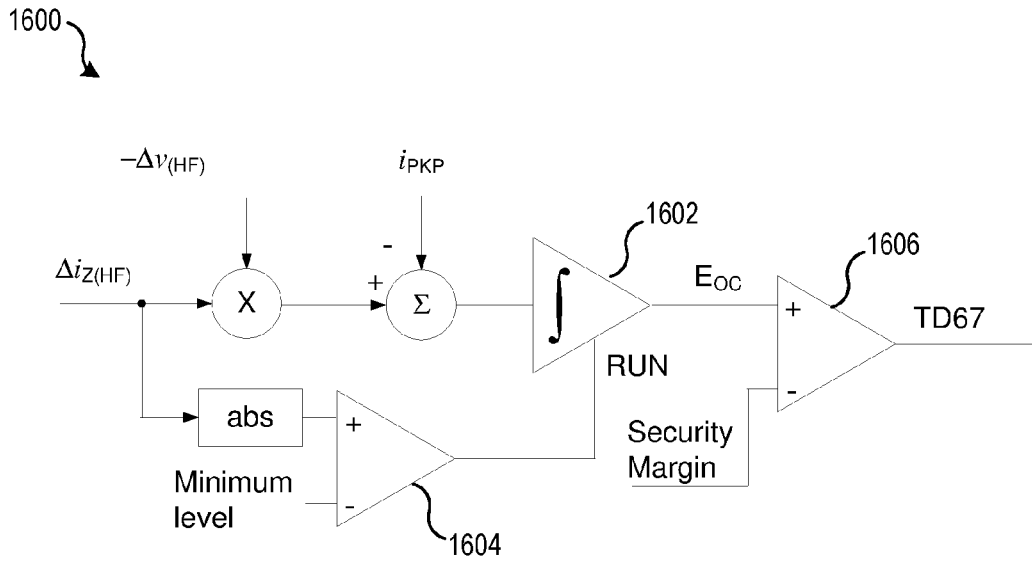 1600
−Δv(HF)
iPKP
ΔiZ(HF)
X
-
+
Σ
∫
1602
EOC
RUN
1606
+
-
TD67
abs
+
-
Minimum
level
1604
Security
Margin